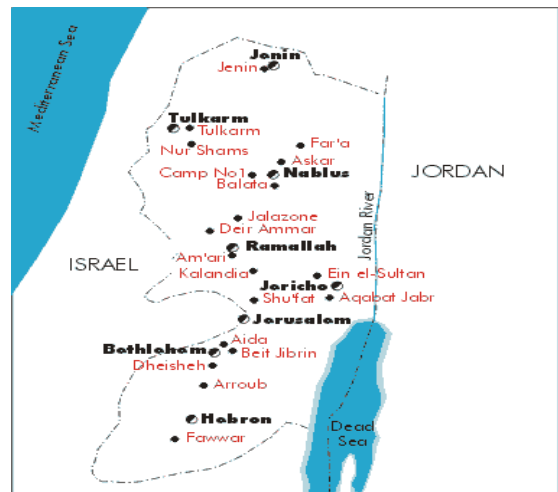 Mediterranean Sea
Jenin
Jenin
Tulkarm
Tulkarm
Nur Shams
Far'a
Askar
Camp No1
Nablus
Balata
JORDAN
Jalazone
Deir Ammar
Jordan River
Ramallah
Am'ari
ISRAEL
Kalandia
Ein el-Sultan
Jericho
Shu'fat
Aqabat Jabr
Jerusalem
Aida
Bethlehem
Beit Jibrin
Dheisheh
Arroub
Hebron
Fawwar
Dead
Sea